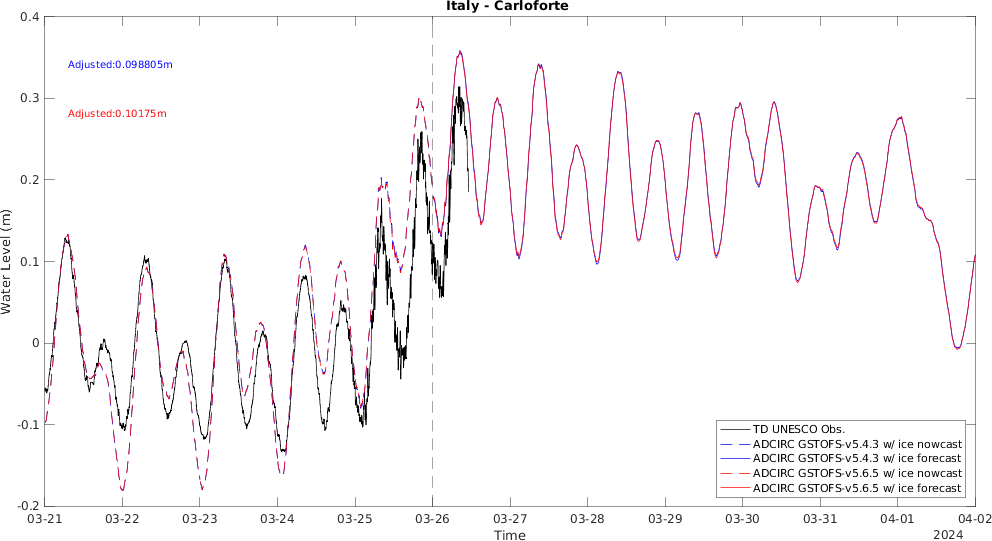 Italy - Carloforte
Adjusted:0.098805m
Adjusted:0.10175m
Water Level (m)
0.4
0.3
0.2
0.1
0
-0.1
-0.2
TD UNESCO Obs.
ADCIRC GSTOFS-v5.4.3 w/ ice nowcast
ADCIRC GSTOFS-v5.4.3 w/ ice forecast
ADCIRC GSTOFS-v5.6.5 w/ ice nowcast
ADCIRC GSTOFS-v5.6.5 w/ ice forecast
03-21 03-22 03-23 03-24 03-25 03-26 03-27 03-28 03-29 03-30 03-31 04-01 04-02
Time
2024